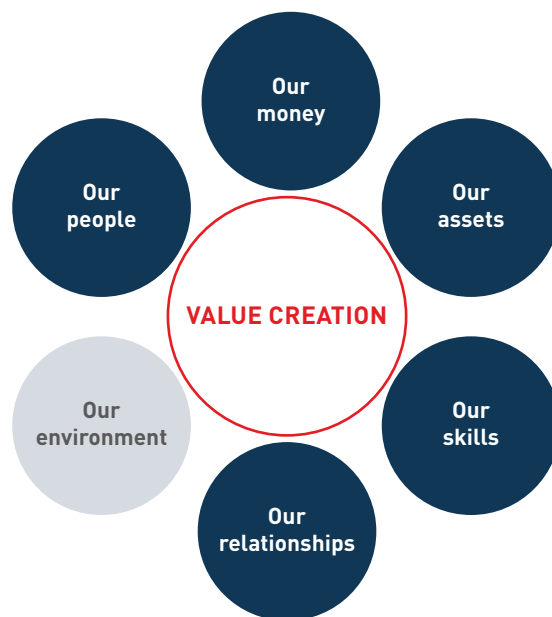 Our
money
Our
people
Our
assets
VALUE CREATION
Our
environment
Our
skills
Our
relationships